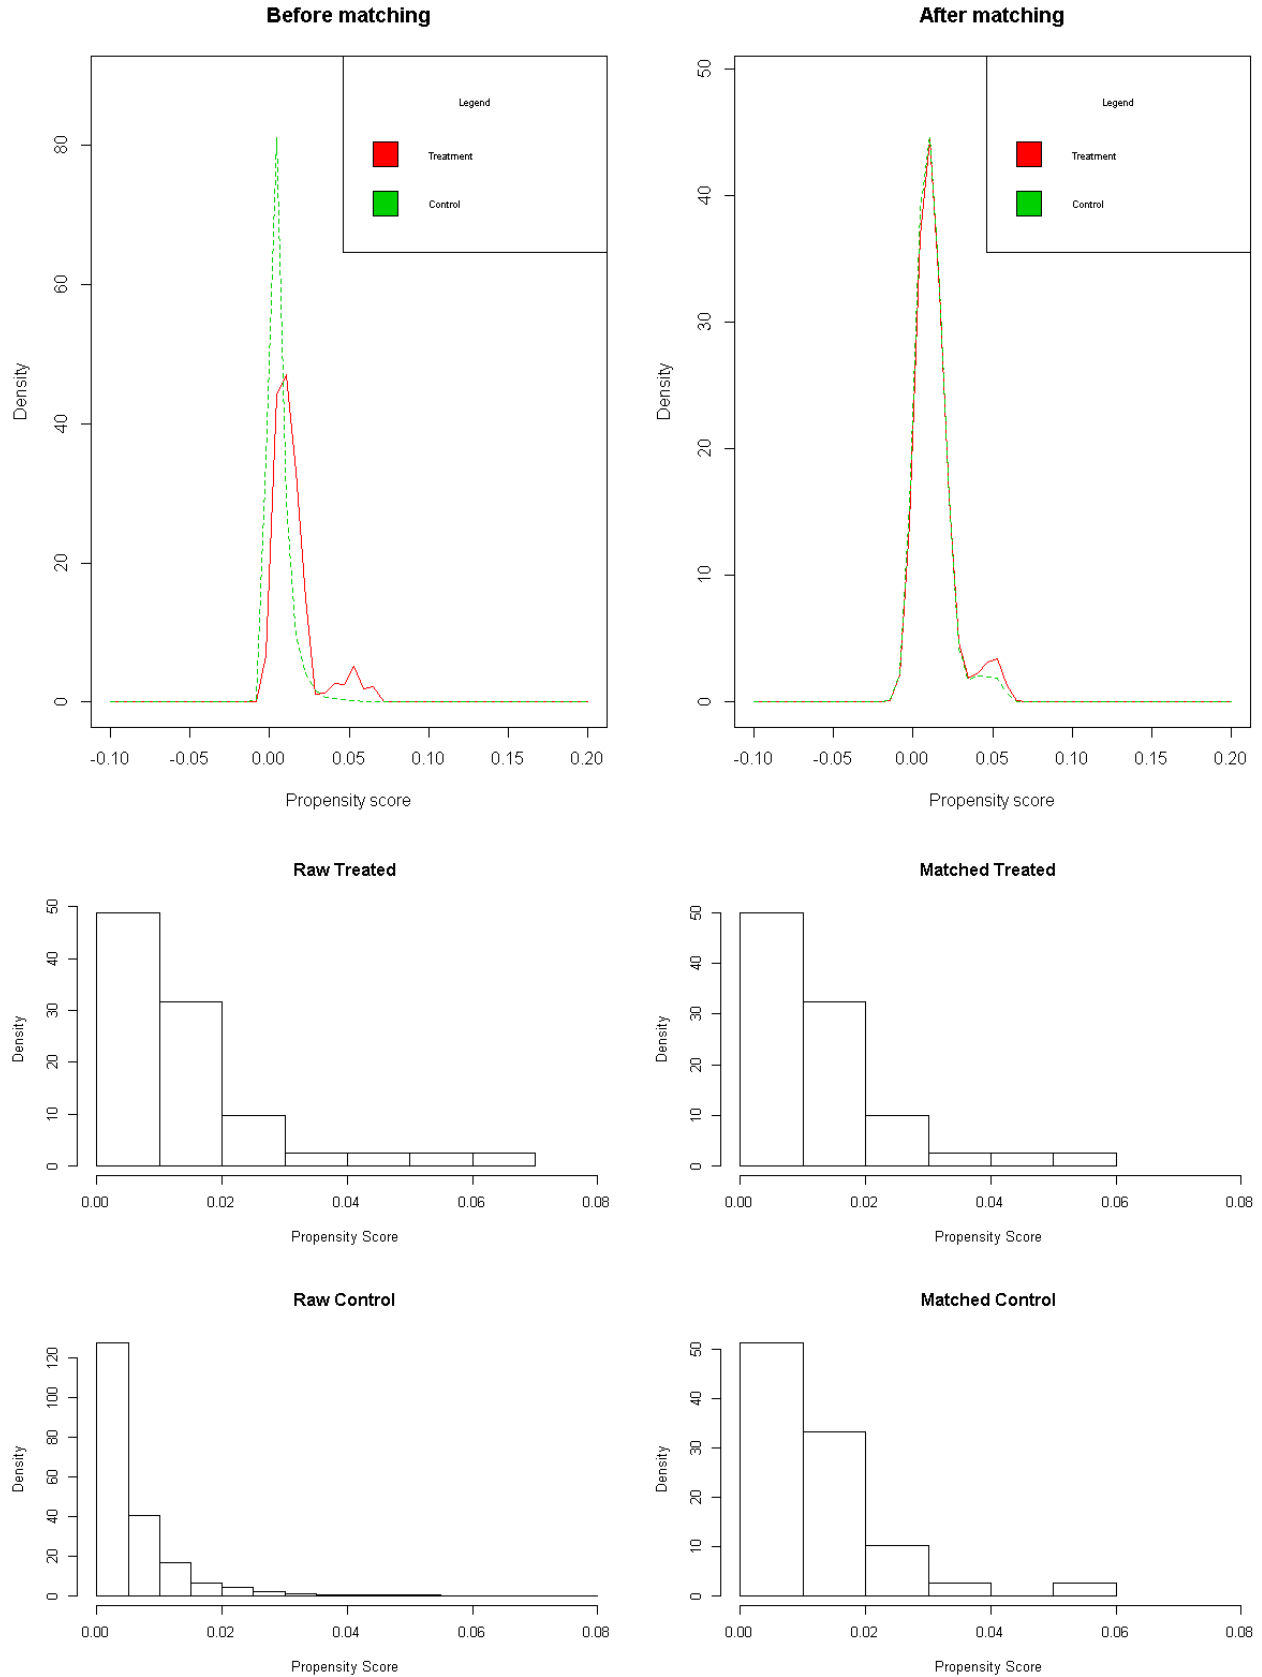 Before matching
After matching
Legend
Treatment
Control
Legend
Treatment
Control
Density
0 20 40 60 80
-0.10 -0.05 0.00 0.05 0.10 0.15 0.20
Propensity score
Density
0 10 20 30 40 50
-0.10 -0.05 0.00 0.05 0.10 0.15 0.20
Propensity score
Raw Treated
Density
0 10 20 30 40 50
0.00 0.02 0.04 0.06 0.08
Propensity Score
Matched Treated
Density
0 10 20 30 40 50
0.00 0.02 0.04 0.06 0.08
Propensity Score
Raw Control
Density
0 20 40 60 80 100 120
0.00 0.02 0.04 0.06 0.08
Propensity Score
Matched Control
Density
0 10 20 30 40 50
0.00 0.02 0.04 0.06 0.08
Propensity Score